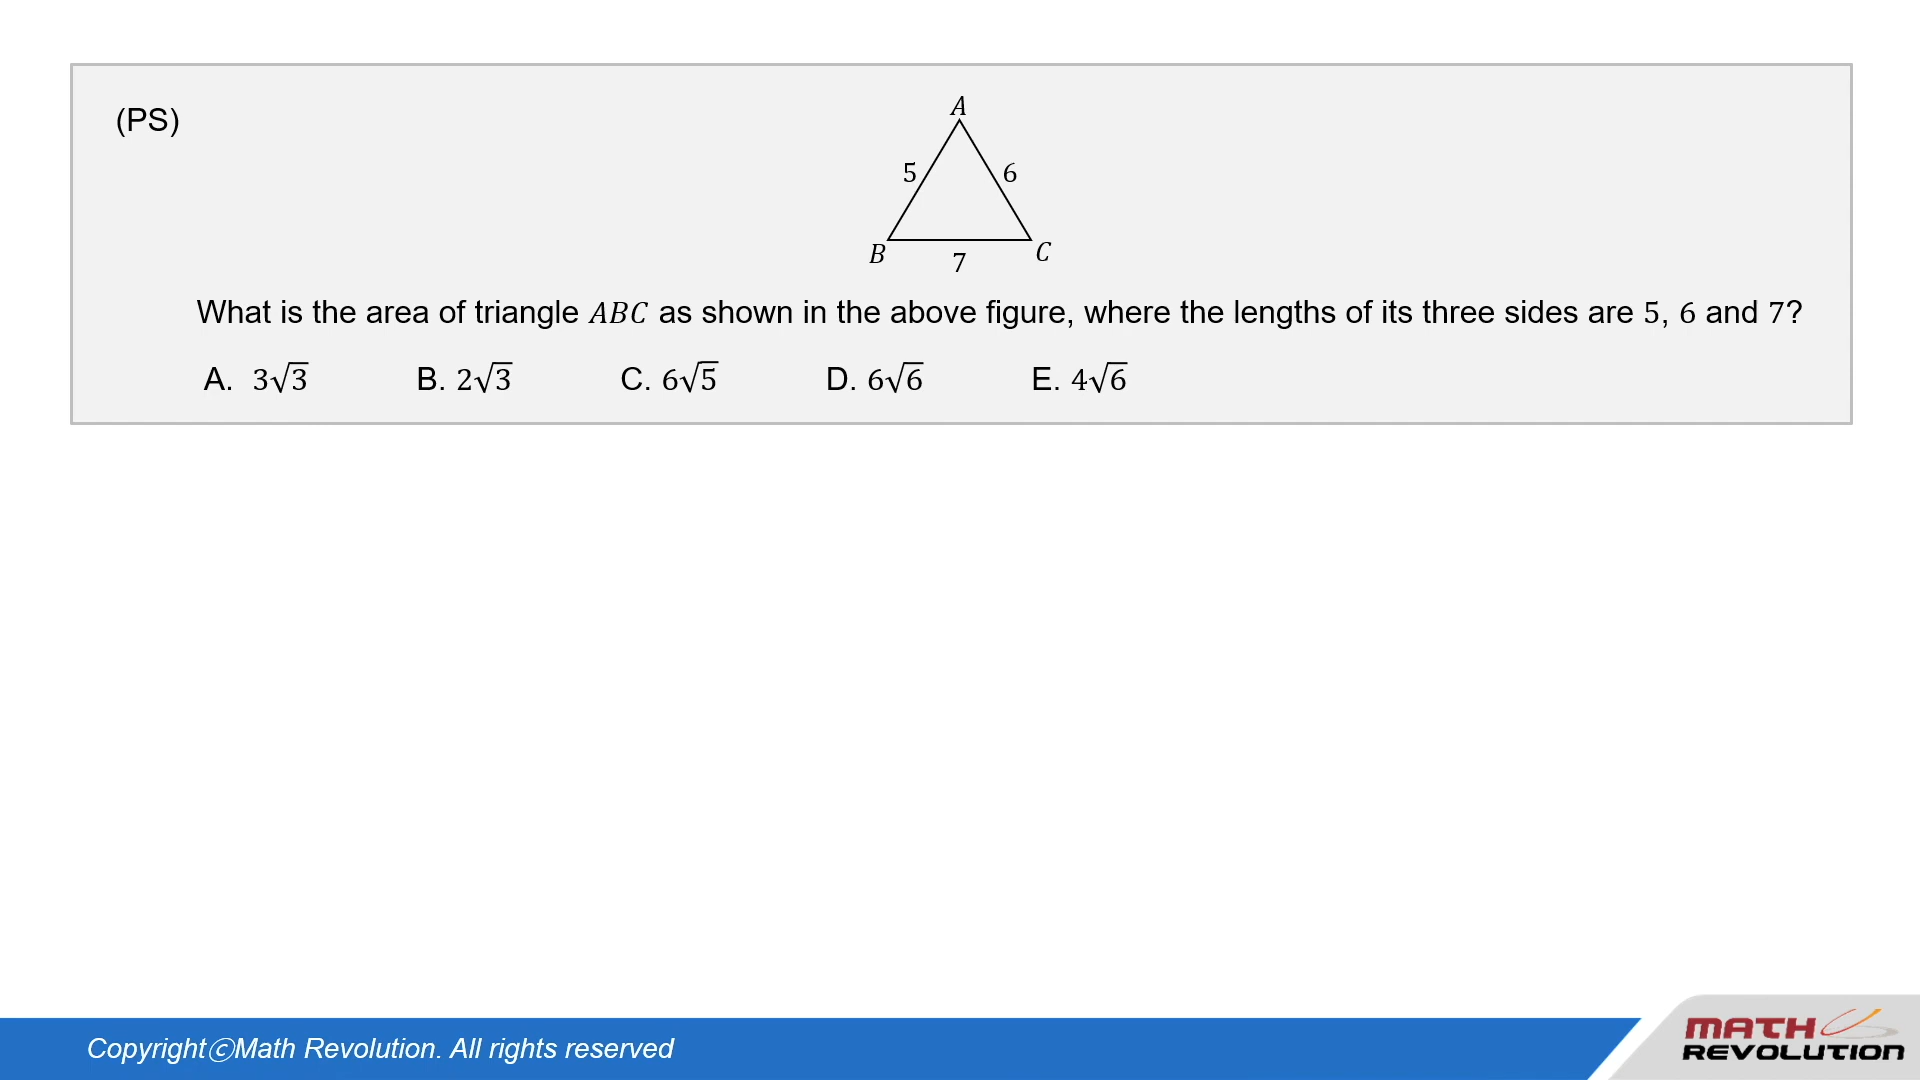 (PS)
A
5
6
B
C
7
What is the area of triangle ABC as shown in the above figure, where the lengths of its three sides are 5, 6 and 7?
A. 3√3 B. 2√3 C. 6√5 D. 6√6 E. 4√6
CopyrightⓒMath Revolution. All rights reserved
MATH
REVOLUTION